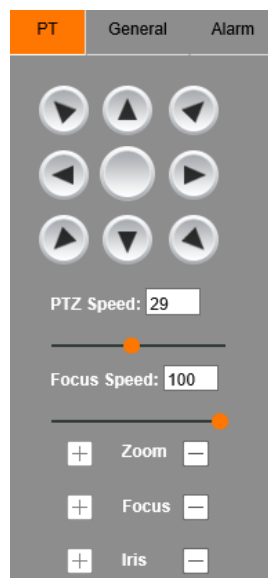 PT General Alarm
PTZ Speed: 29
Focus Speed: 100
+ Zoom —
+ Focus —
+ Iris —